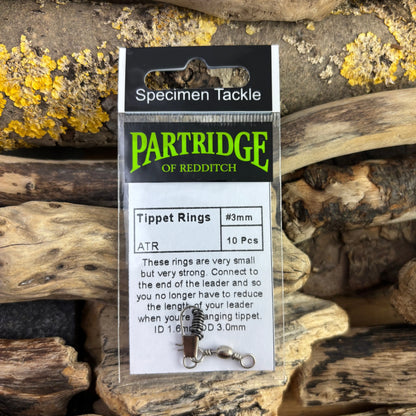 Specimen Tackle
PARTRIDGE
OF REDDITCH
Tippet Rings #3mm
ATR 10 Pcs
These rings are very small
but very strong. Connect to
the end of the leader and so
you no longer have to reduce
the length of your leader
when you're anging tippet.
ID 1.6m OD 3.0mm